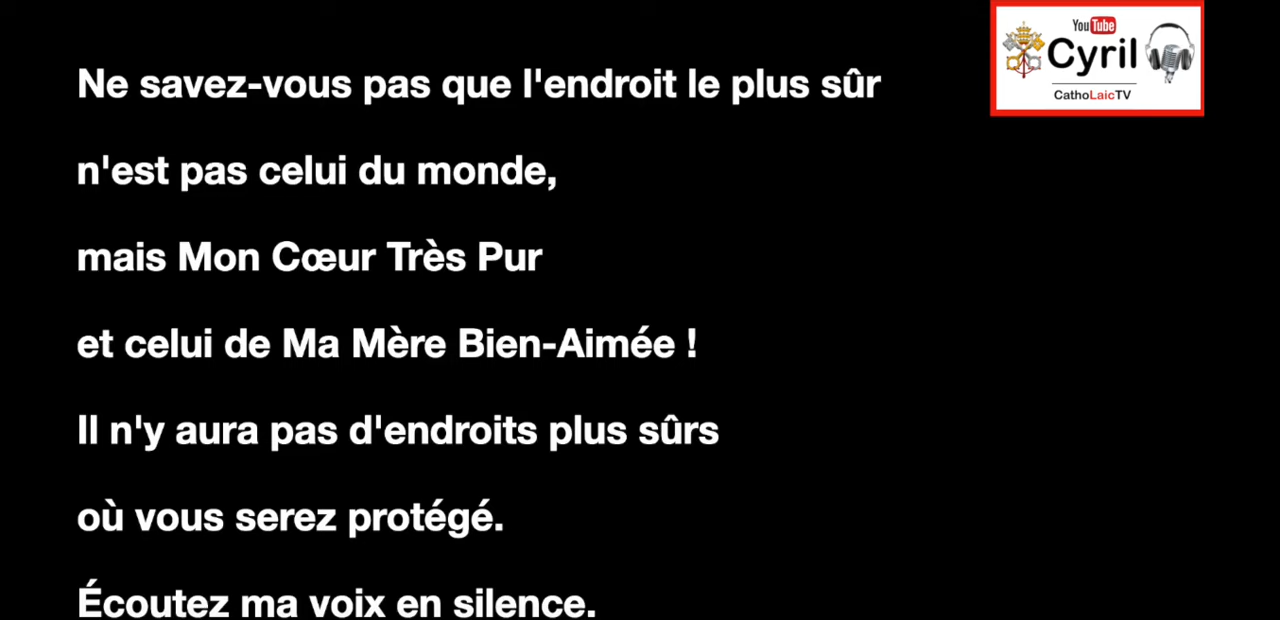 Ne savez-vous pas que l'endroit le plus sûr
n'est pas celui du monde,
mais Mon Cœur Très Pur
et celui de Ma Mère Bien-Aimée !
Il n'y aura pas d'endroits plus sûrs
où vous serez protégé.
Écoutez ma voix en silence.
YouTube
Cyril
CathoLaicTV